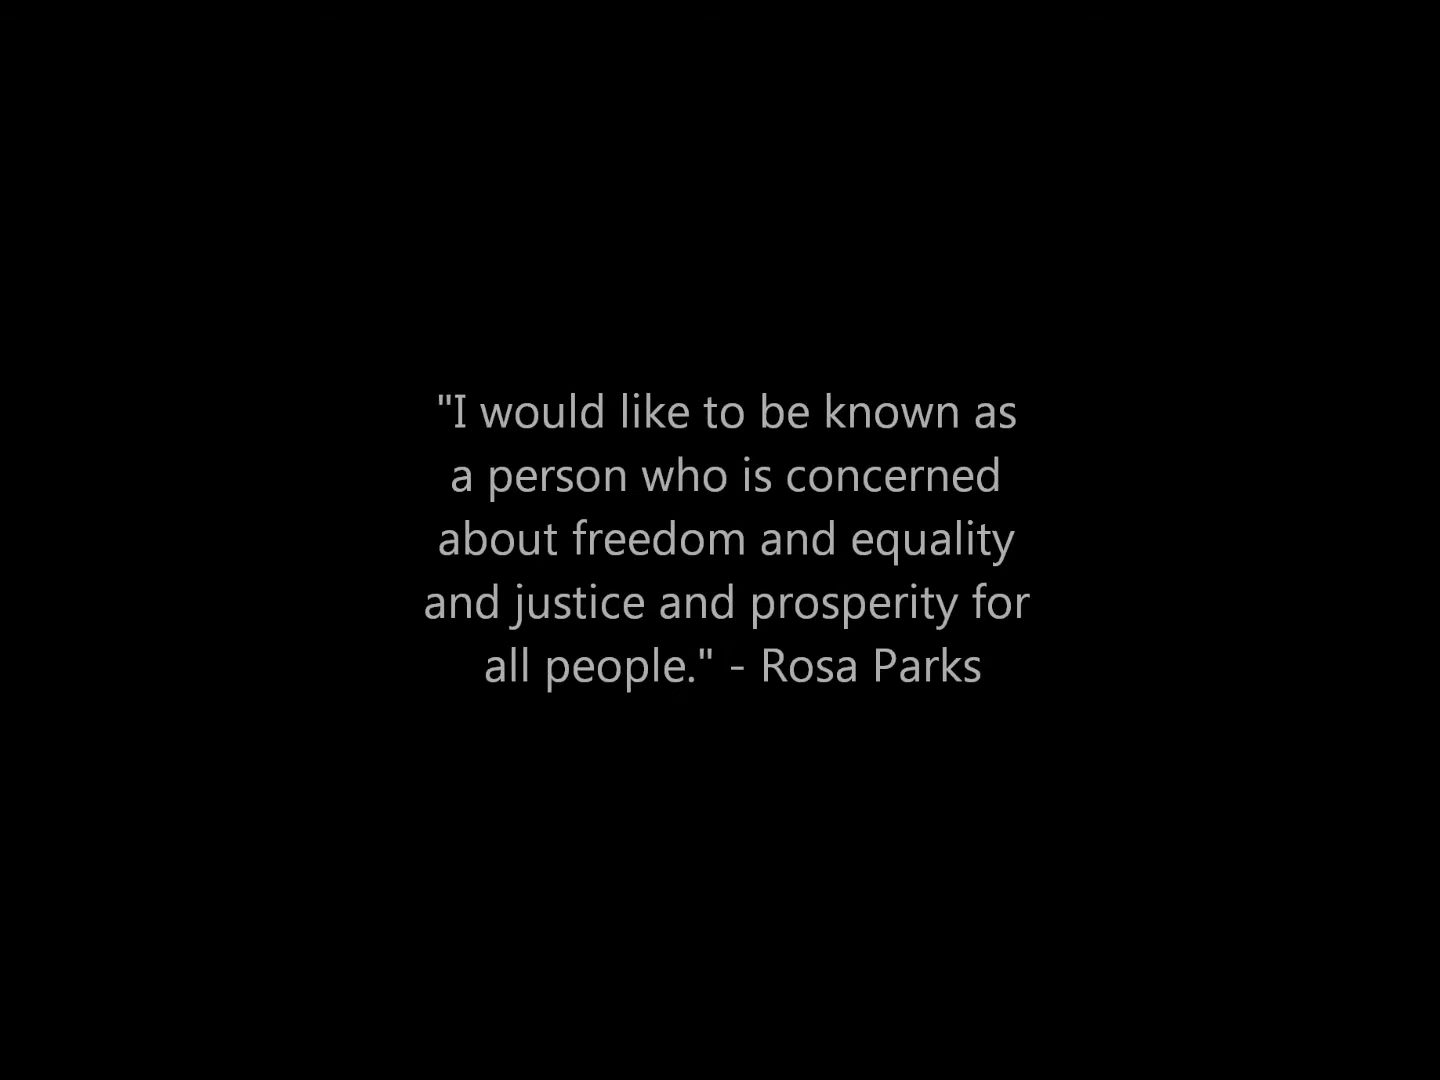 "I would like to be known as
a person who is concerned
about freedom and equality
and justice and prosperity for
all people." - Rosa Parks